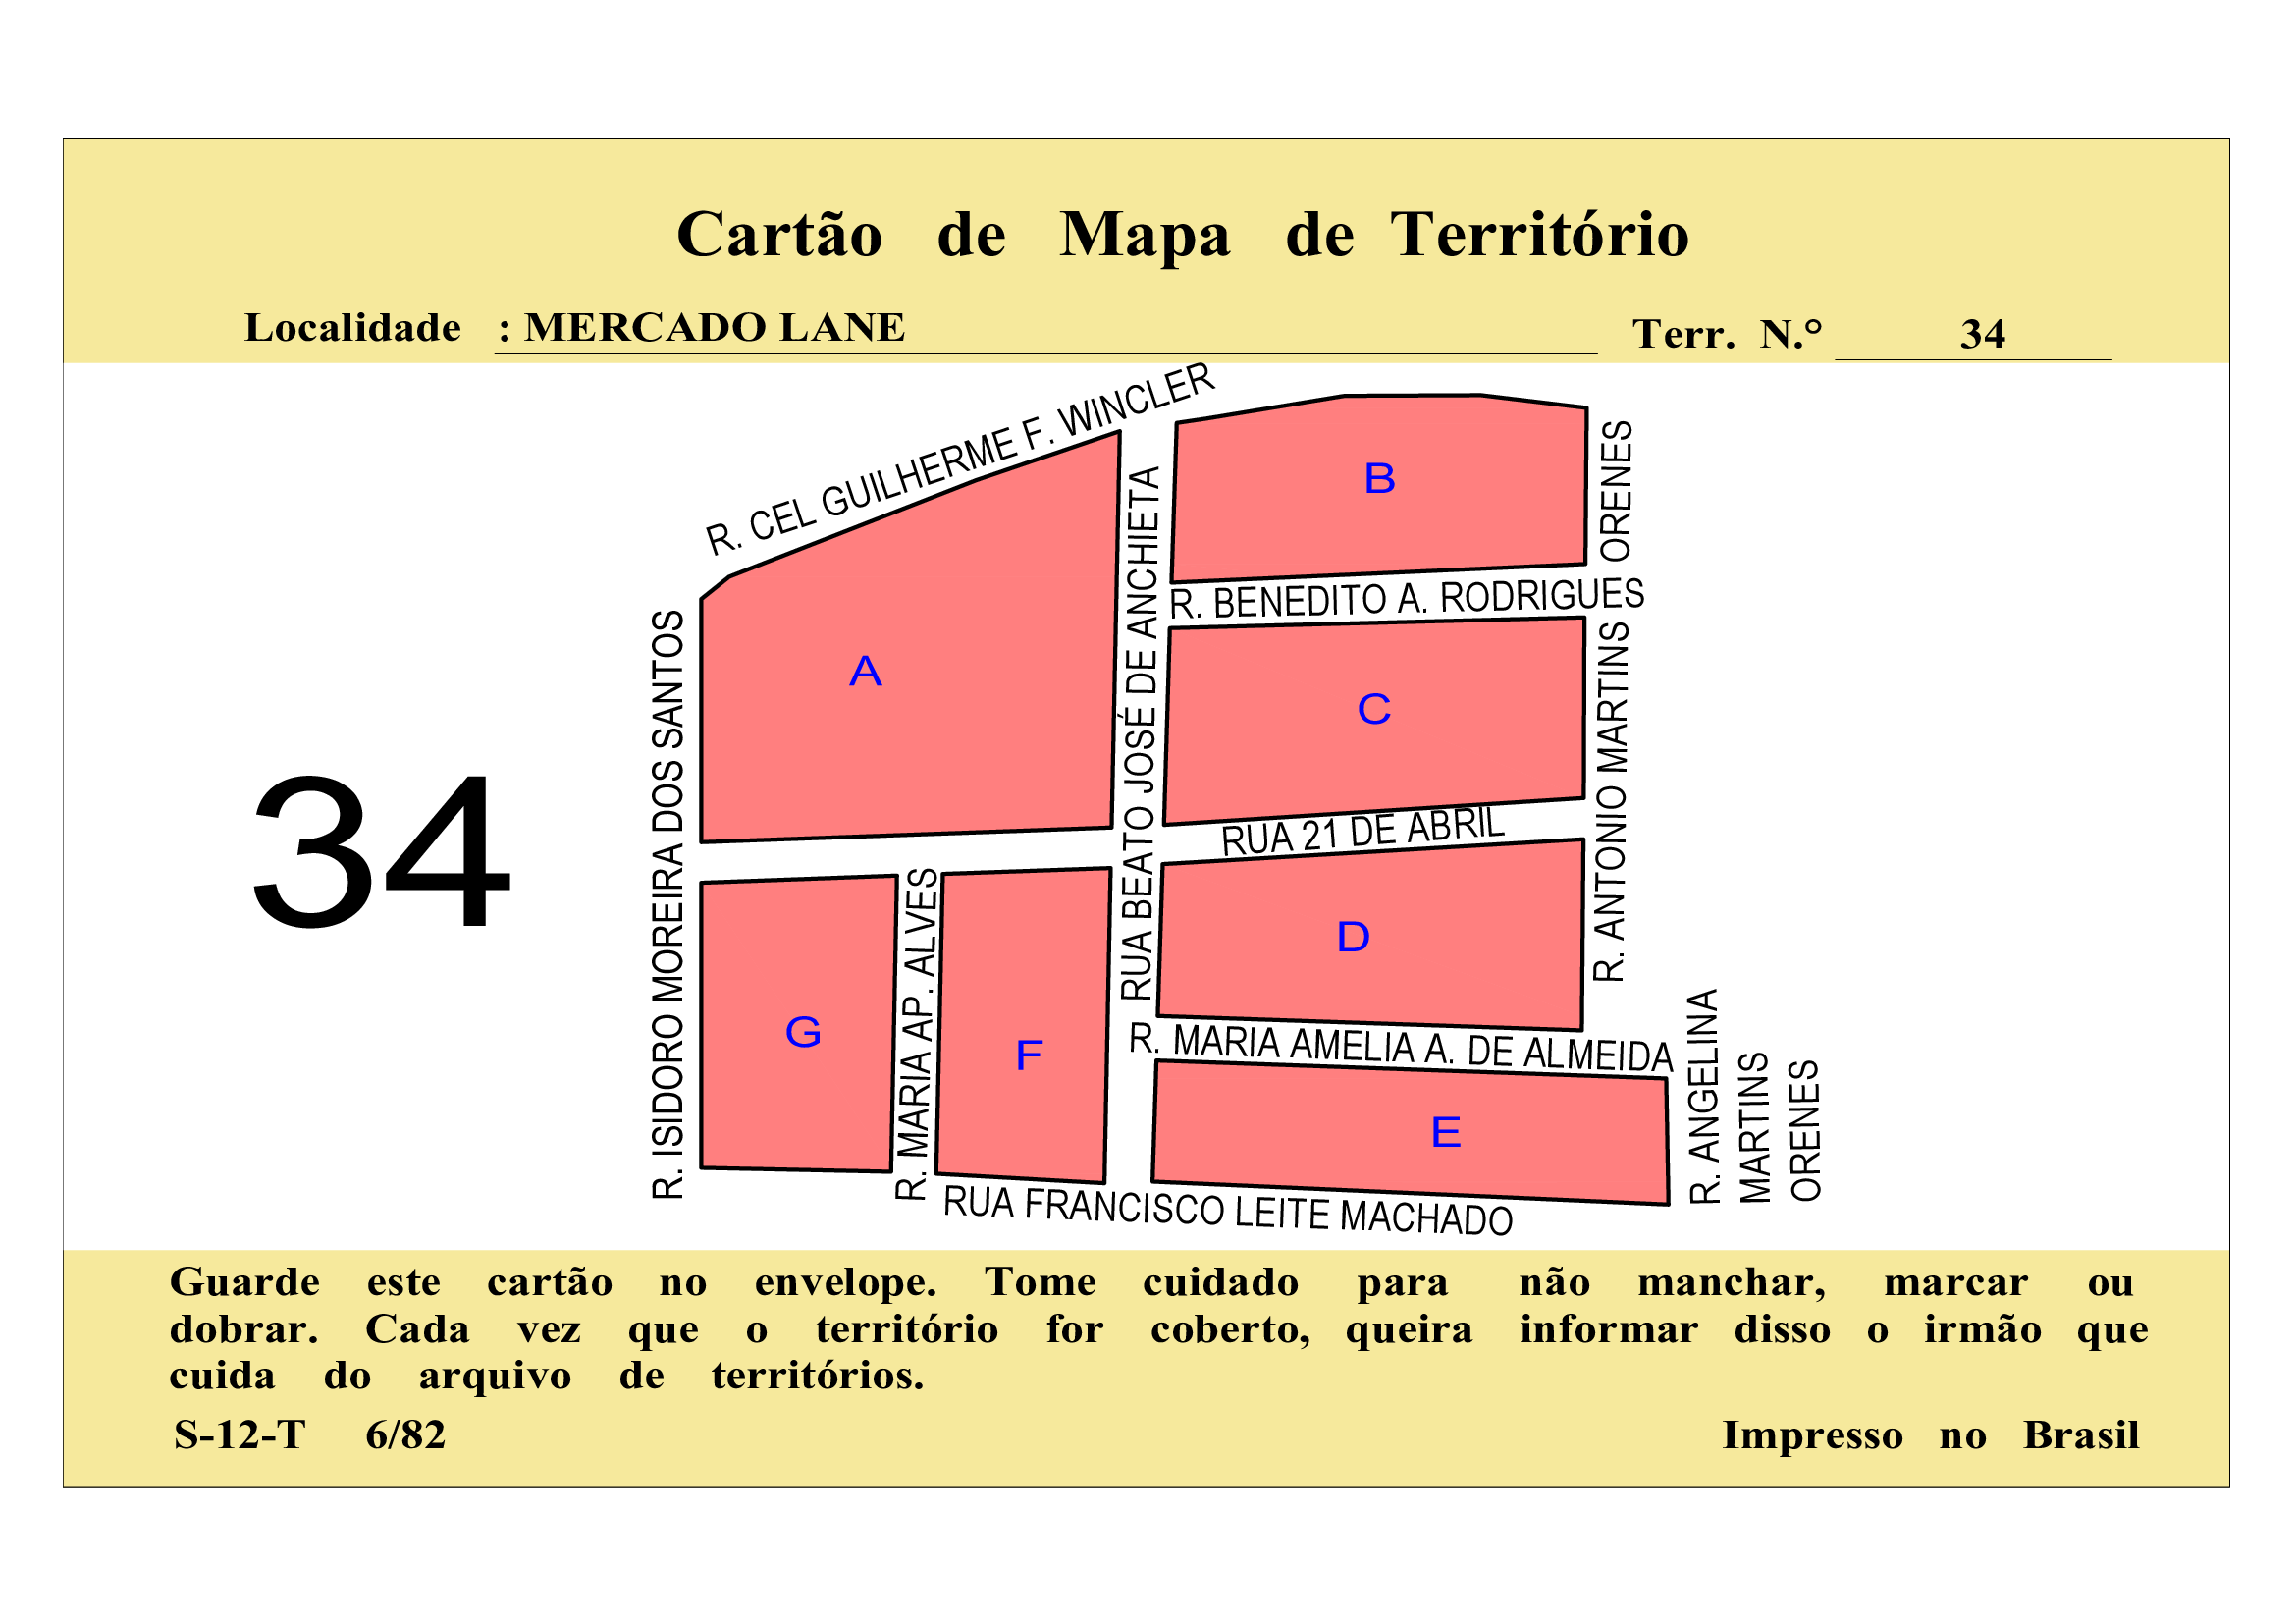 Cartão de Mapa de Território
Localidade : MERCADO LANE
Terr. N.° 34
R. CEL GUILHERME F. WINCLER
B
R. ANTONIO MARTINS ORENES
RUA BEATO JOSÉ DE ANCHIETA
R. BENEDITO A. RODRIGUES
R. ISIDORO MOREIRA DOS SANTOS
A
C
34
RUA 21 DE ABRIL
R. MARIA AP. ALVES
D
G
F
R. MARIA AMELIA A. DE ALMEIDA
E
R. ANGELINA
MARTINS
ORENES
RUA FRANCISCO LEITE MACHADO
Guarde este cartão no envelope. Tome cuidado para não manchar, marcar ou
dobrar. Cada vez que o território for coberto, queira informar disso o irmão que
cuida do arquivo de territórios.
S-12-T 6/82
Impresso no Brasil